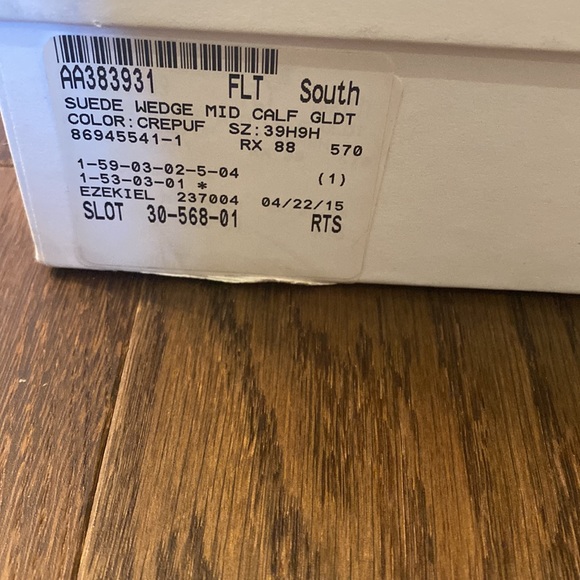 AA383931 FLT South
SUEDE WEDGE MID CALF GLDT
COLOR:CREPUF SZ:39H9H
86945541-1 RX 88 570
1-59-03-02-5-04 (1)
1-53-03-01 *
EZEKIEL 237004 04/22/15
SLOT 30-568-01 RTS